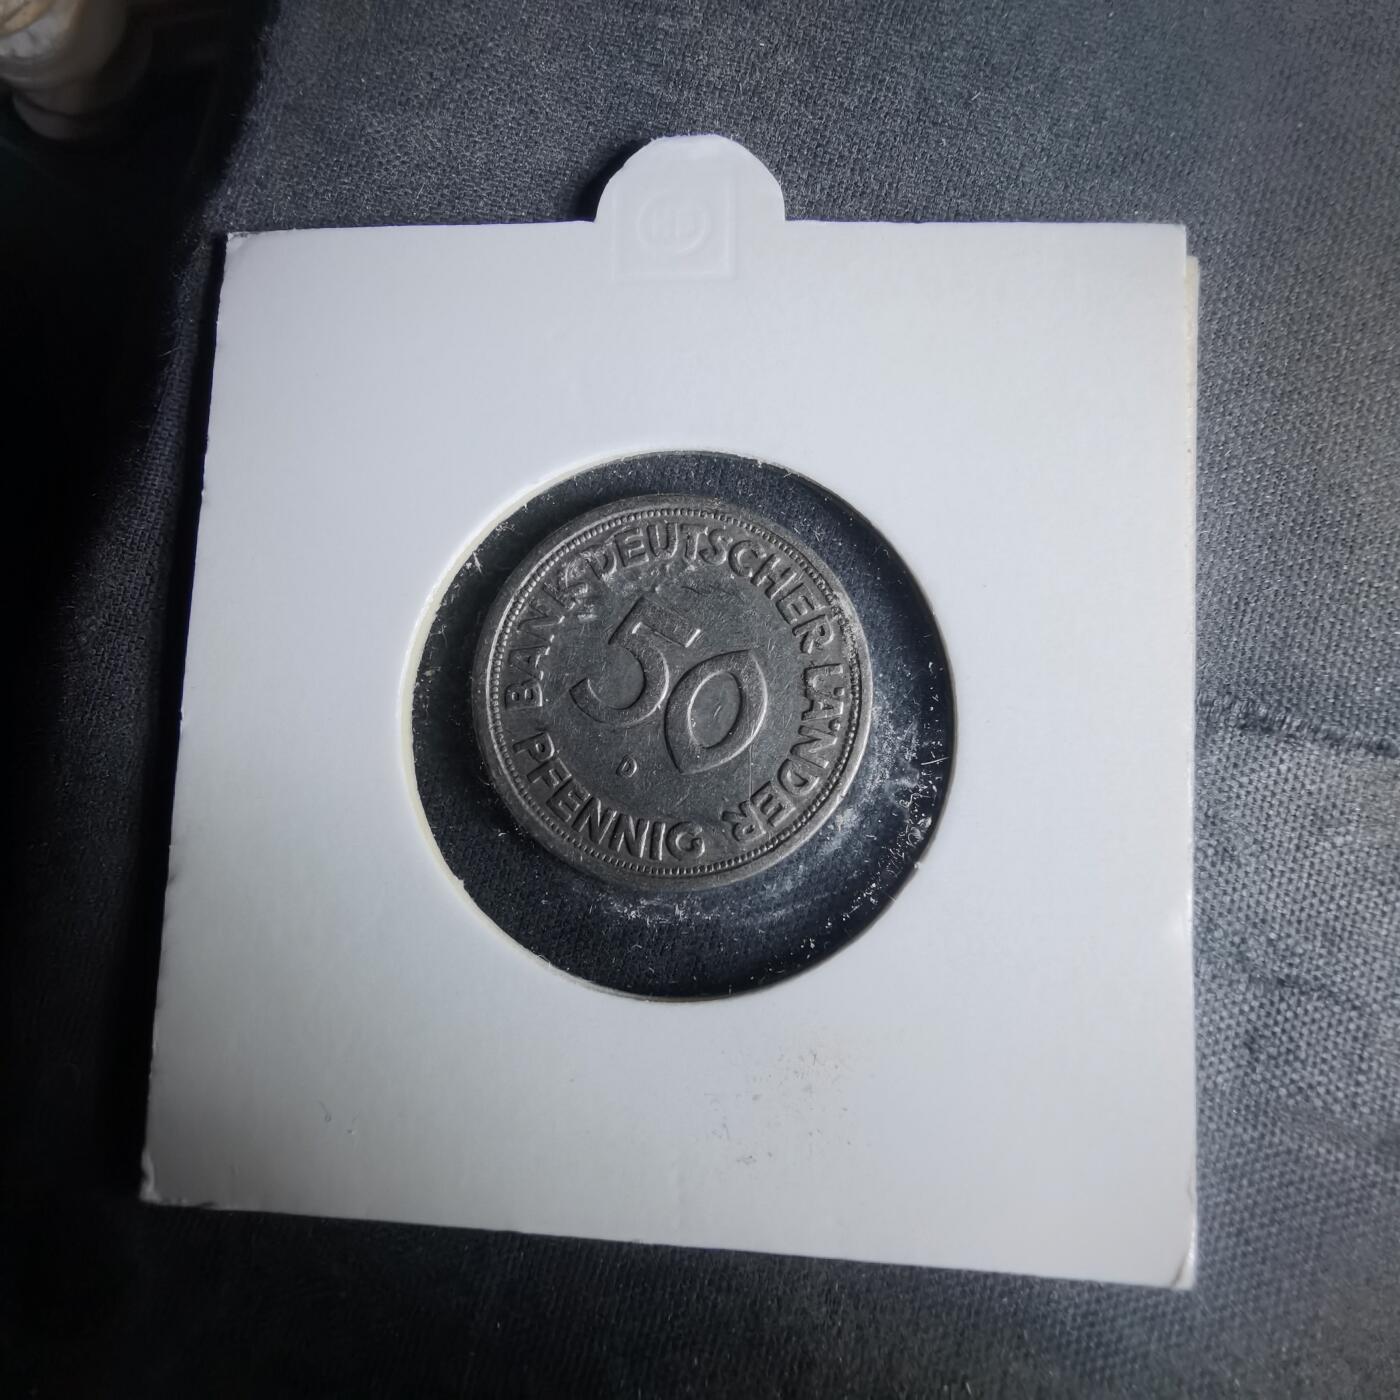 BANK DEUTSCHER LÄNDER
50
D
PFENNIG